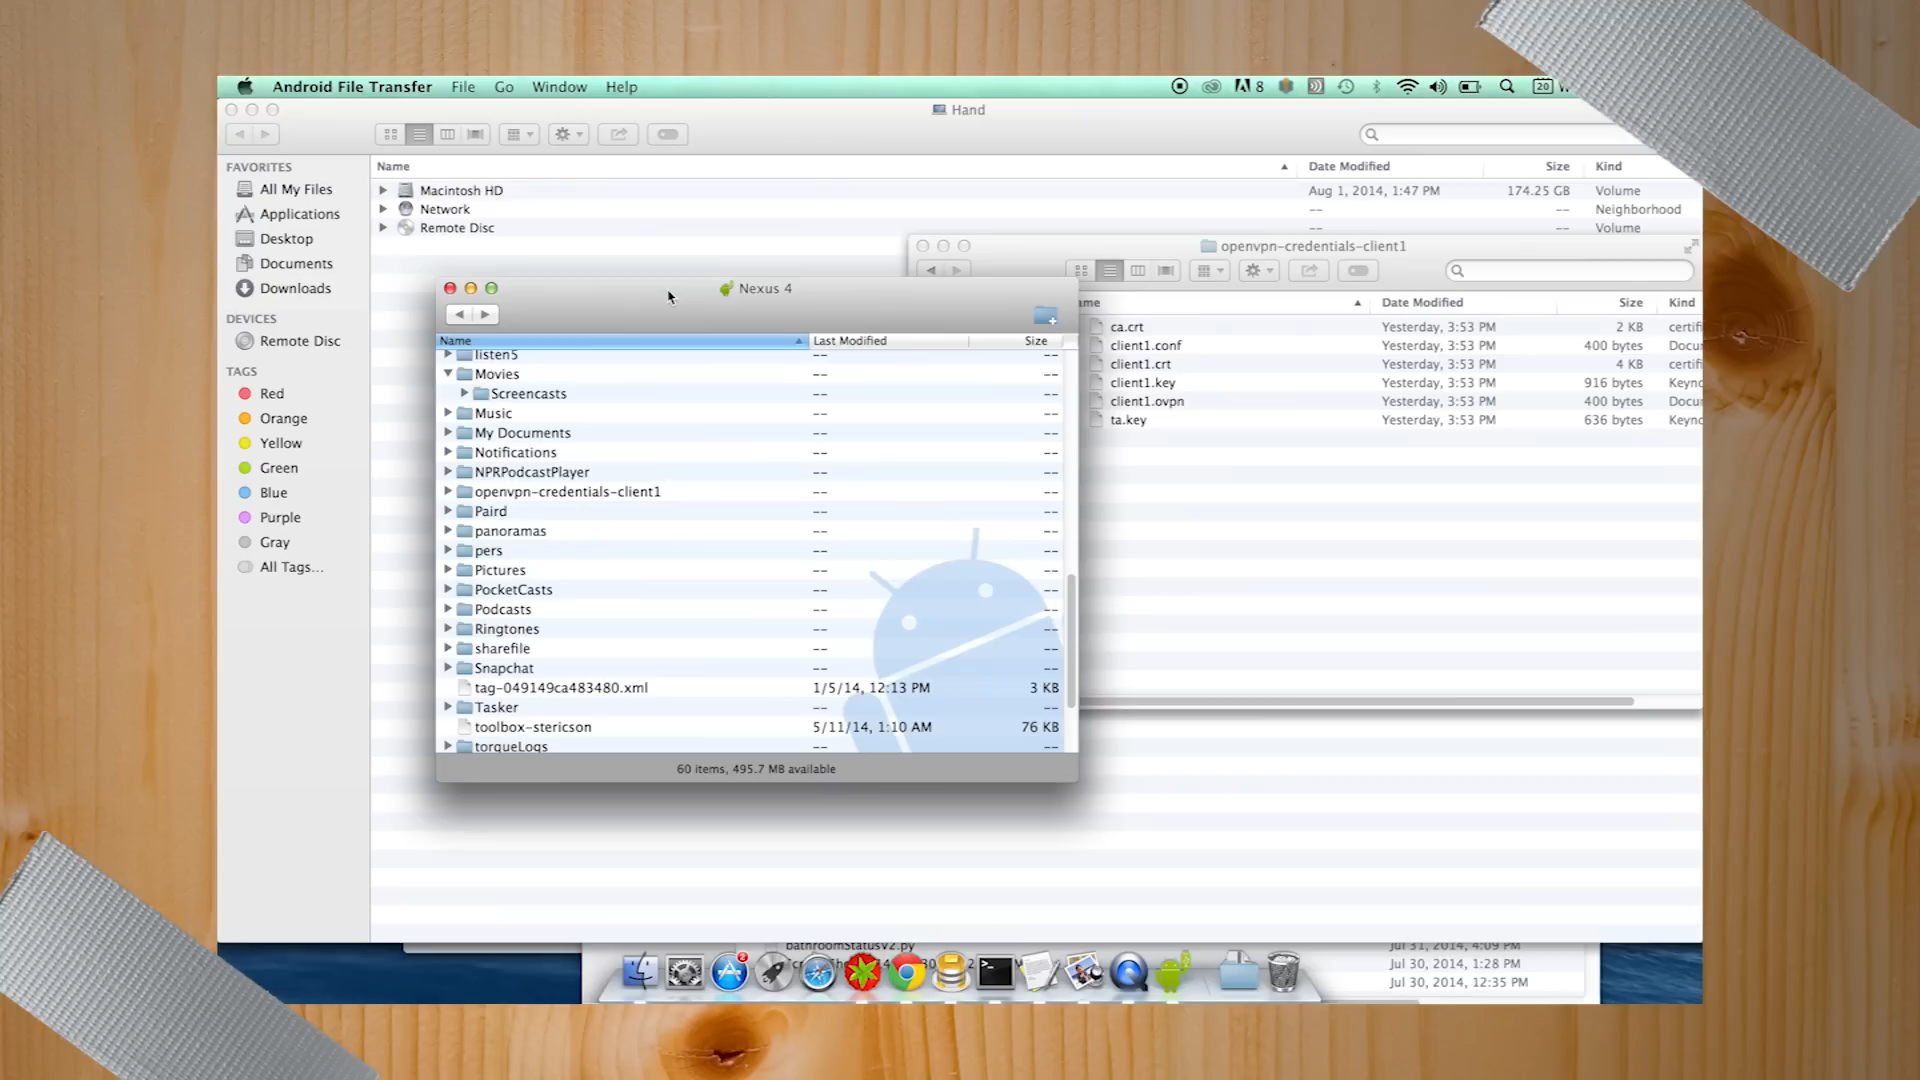 Android File Transfer File Go Window Help
8
20
Hand
FAVORITES
All My Files
Applications
Desktop
Documents
Downloads
DEVICES
Remote Disc
TAGS
Red
Orange
Yellow
Green
Blue
Purple
Gray
All Tags...
Name Date Modified Size Kind
Macintosh HD Aug 1, 2014, 1:47 PM 174.25 GB Volume
Network -- -- Neighborhood
Remote Disc -- -- Volume
openvpn-credentials-client1
Date Modified Size Kind
ca.crt Yesterday, 3:53 PM 2 KB
client1.conf Yesterday, 3:53 PM 400 bytes
client1.crt Yesterday, 3:53 PM 4 KB
client1.key Yesterday, 3:53 PM 916 bytes
client1.ovpn Yesterday, 3:53 PM 400 bytes
ta.key Yesterday, 3:53 PM 636 bytes
Nexus 4
Name Last Modified Size
listen5 -- --
Movies -- --
Screencasts -- --
Music -- --
My Documents -- --
Notifications -- --
NPRPodcastPlayer -- --
openvpn-credentials-client1 -- --
Paird -- --
panoramas -- --
pers -- --
Pictures -- --
PocketCasts -- --
Podcasts -- --
Ringtones -- --
sharefile -- --
Snapchat -- --
tag-049149ca483480.xml 1/5/14, 12:13 PM 3 KB
Tasker -- --
toolbox-stericson 5/11/14, 1:10 AM 76 KB
torqueLogs -- --
60 items, 495.7 MB available
bathroomStatusV2.py Jul 31, 2014, 4:09 PM
Jul 30, 2014, 1:28 PM
Jul 30, 2014, 12:35 PM
2